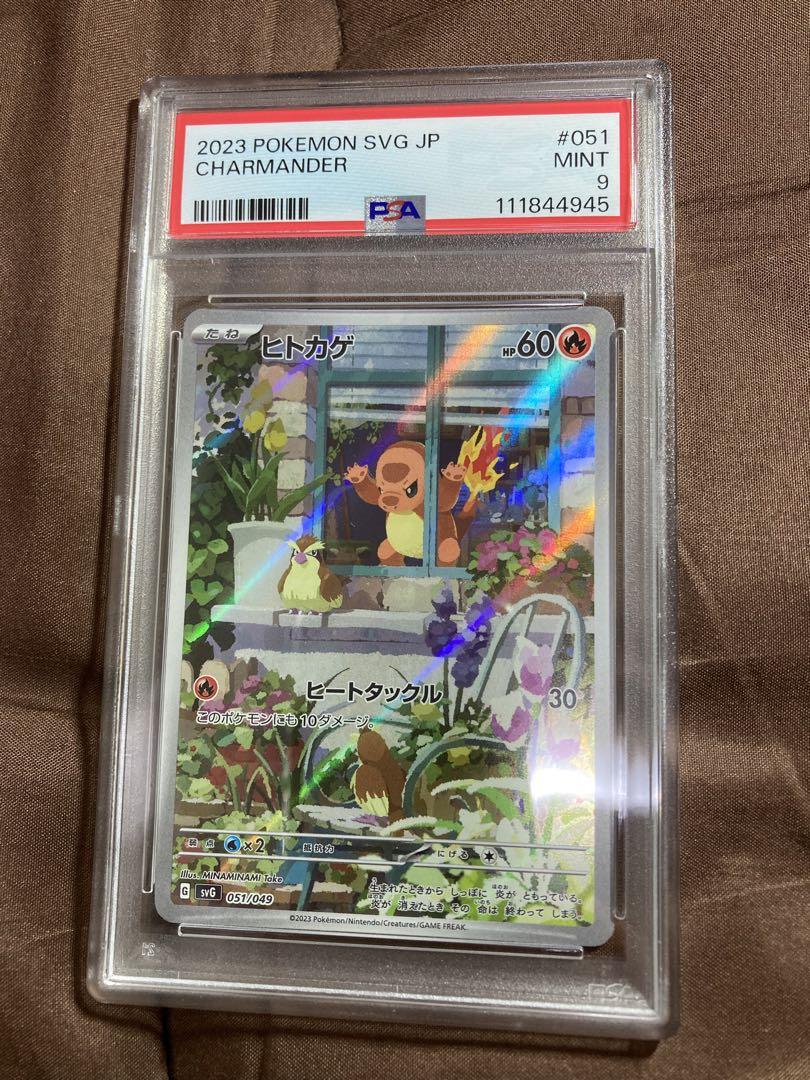 2023 POKEMON SVG JP #051
CHARMANDER MINT
9
PSA 111844945
たね ヒトカゲ HP60
ヒートタックル 30
このポケモンにも10ダメージ。
弱点 ×2 抵抗力 にげる
Illus. MINAMINAMI Take
生まれたときから しっぽに 炎が ともっている。
炎が 消えたとき その 命は 終わって しまう。
G svG 051/049
©2023 Pokémon/Nintendo/Creatures/GAME FREAK.
PSA